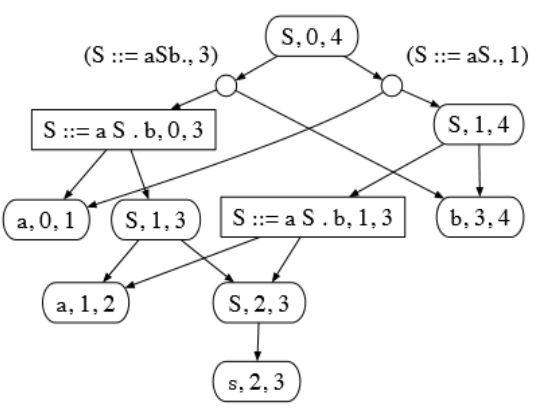 S, 0, 4
(S ::= aSb., 3)
(S ::= aS., 1)
S ::= a S . b, 0, 3
S, 1, 4
a, 0, 1
S, 1, 3
S ::= a S . b, 1, 3
b, 3, 4
a, 1, 2
S, 2, 3
s, 2, 3